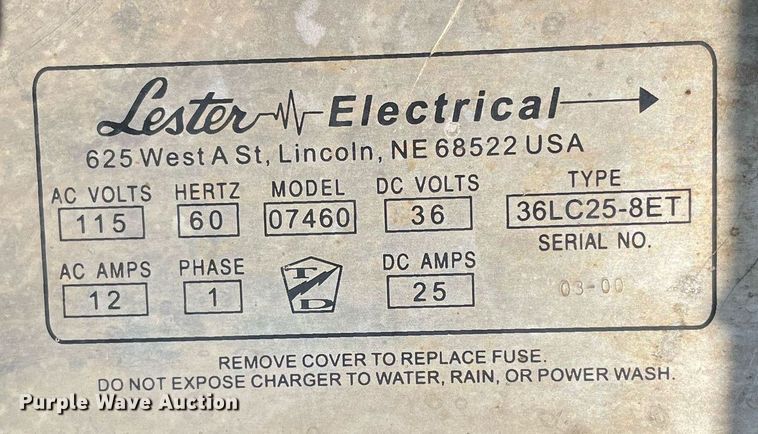 Lester Electrical
625 West A St, Lincoln, NE 68522 USA
AC VOLTS HERTZ MODEL DC VOLTS TYPE
115 60 07460 36 36LC25-8ET
SERIAL NO.
AC AMPS PHASE T D DC AMPS
12 1 25 03-00
REMOVE COVER TO REPLACE FUSE.
DO NOT EXPOSE CHARGER TO WATER, RAIN, OR POWER WASH.
Purple Wave Auction